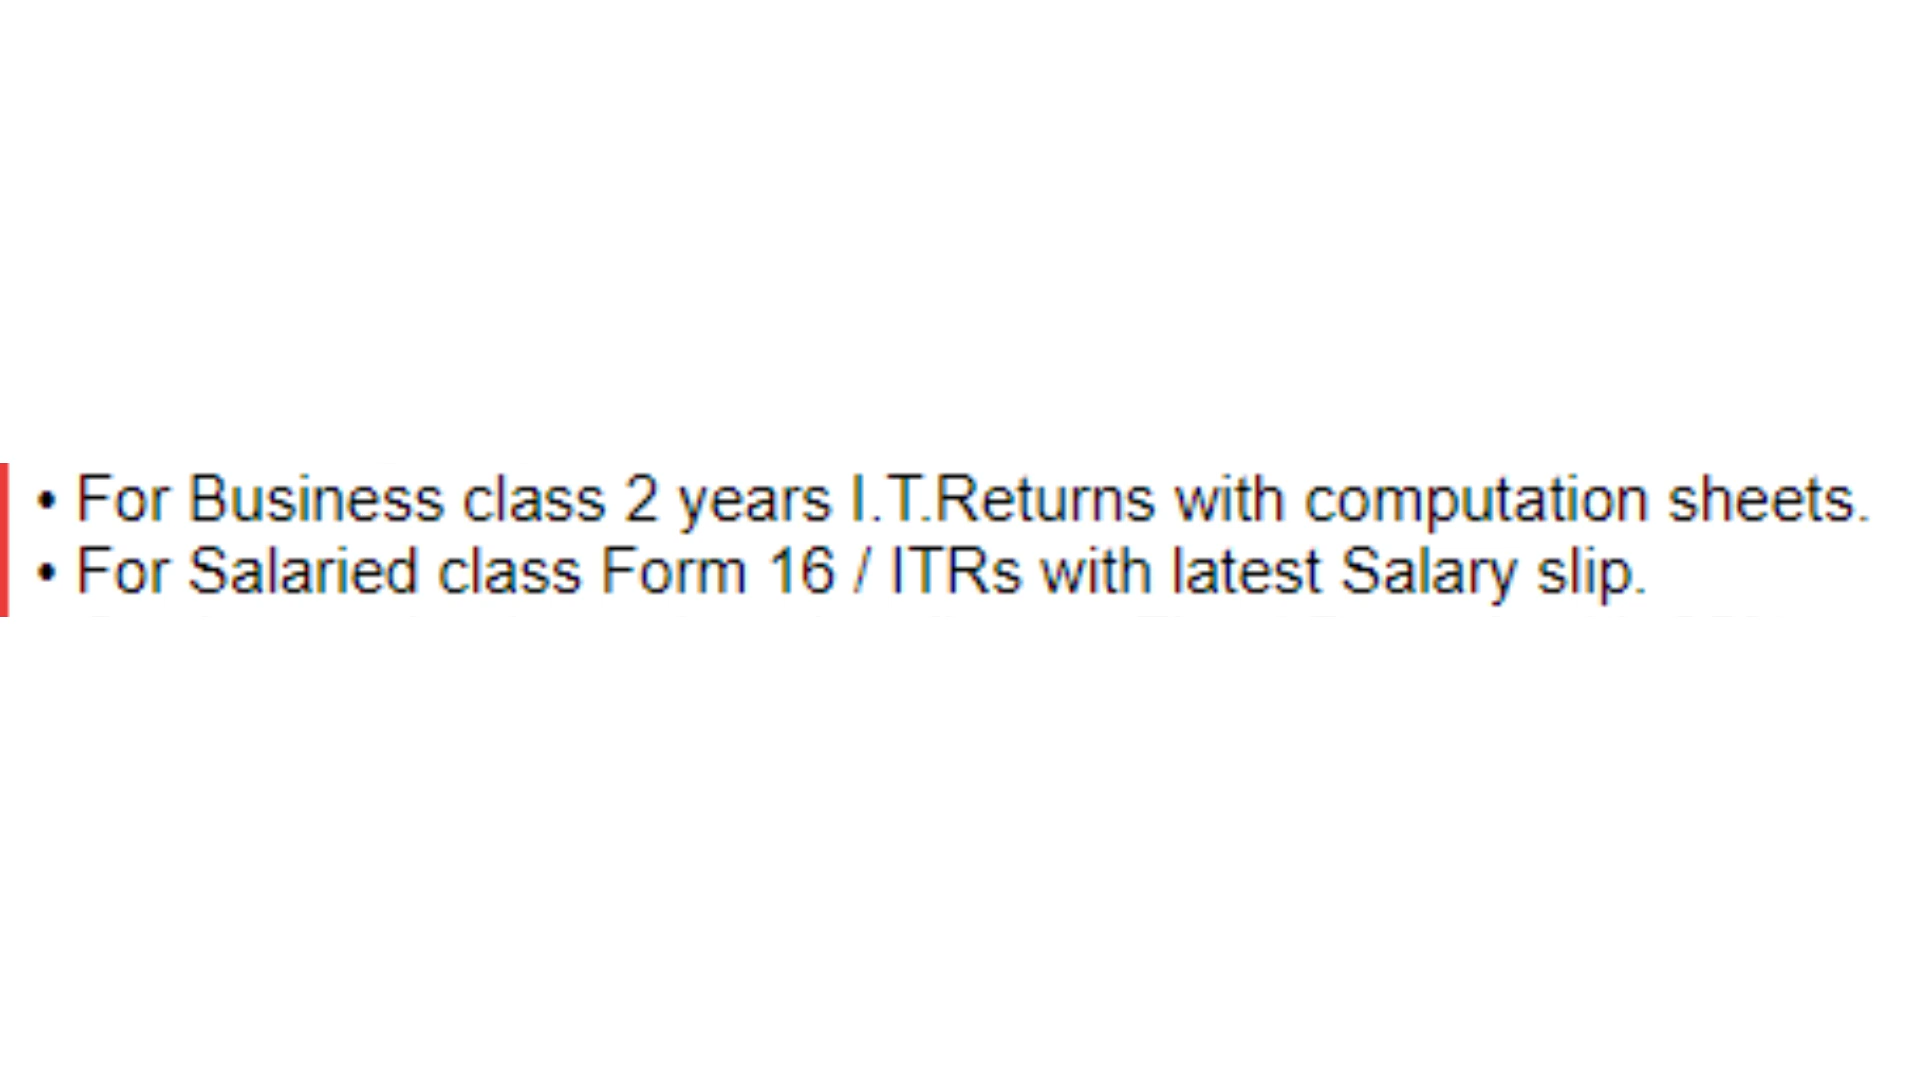 • For Business class 2 years I.T.Returns with computation sheets.
• For Salaried class Form 16 / ITRs with latest Salary slip.